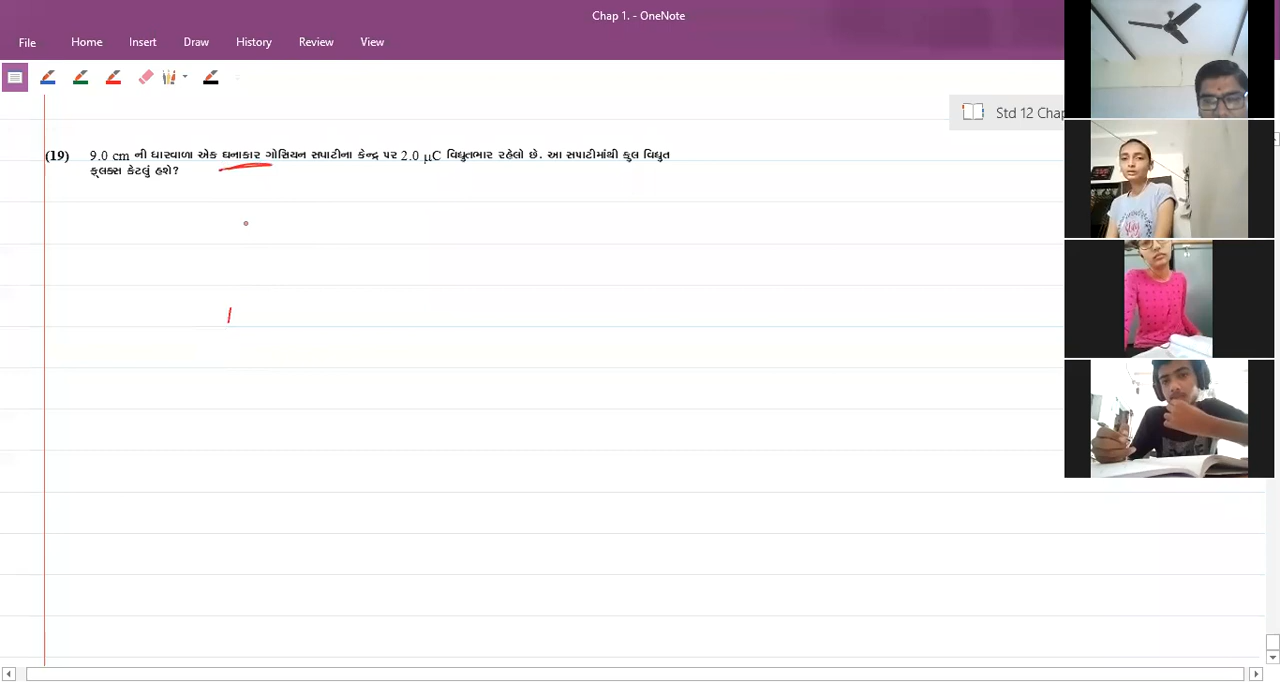 Chap 1. - OneNote
File Home Insert Draw History Review View
Std 12 Chap
(19) 9.0 cm ની ધારવાળા એક ઘનાકાર ગોસિયન સપાટીના કેન્દ્ર પર 2.0 μC વિદ્યુતભાર રહેલો છે. આ સપાટીમાંથી કુલ વિદ્યુત
ફ્લક્સ કેટલું હશે?